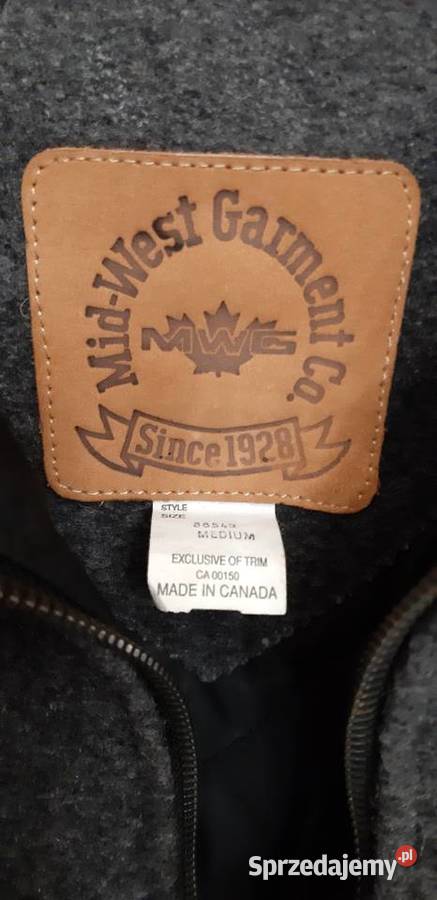 Mid-West Garment Co.
MWG
Since 1928
STYLE
SIZE
MEDIUM
EXCLUSIVE OF TRIM
CA 00150
MADE IN CANADA
Sprzedajemy.pl